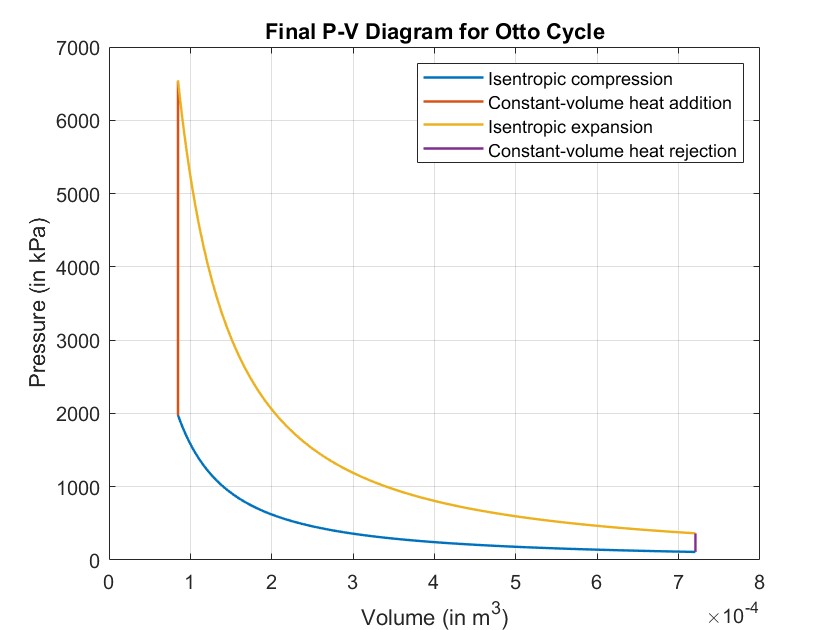 Final P-V Diagram for Otto Cycle
7000
6000
5000
4000
3000
2000
1000
0
Pressure (in kPa)
Isentropic compression
Constant-volume heat addition
Isentropic expansion
Constant-volume heat rejection
0 1 2 3 4 5 6 7 8
Volume (in m³)
×10⁻⁴